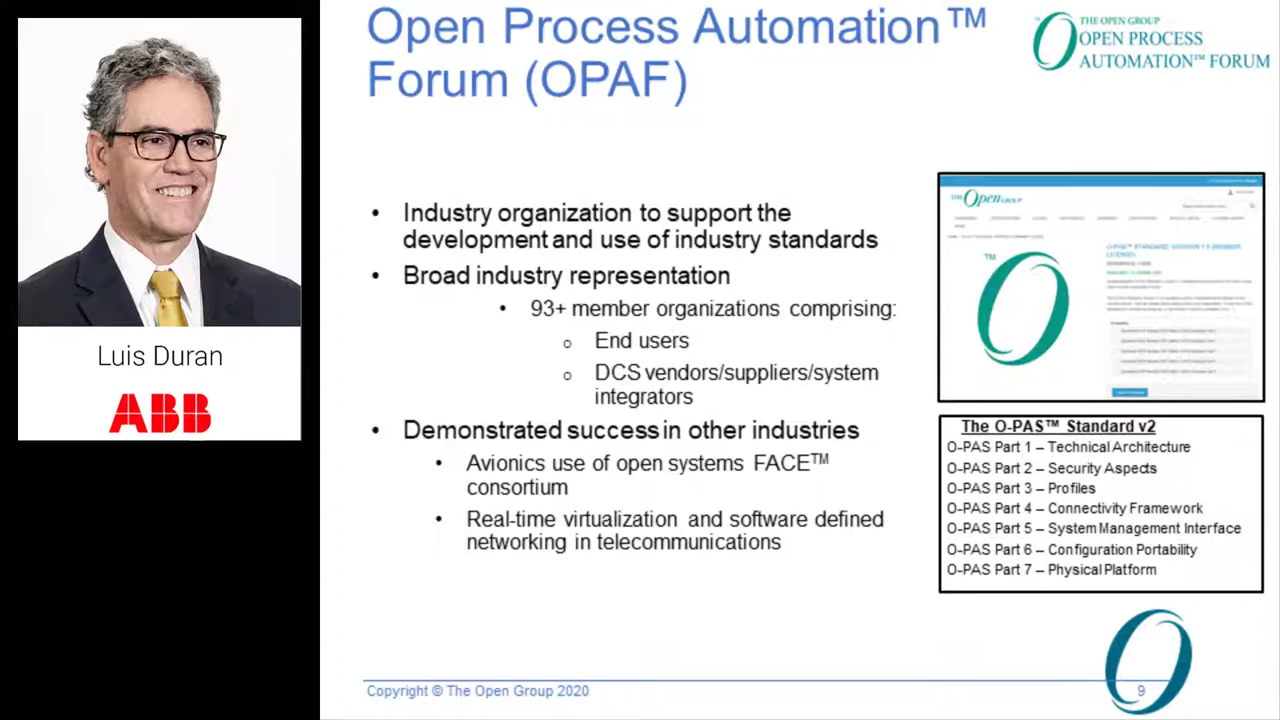 Open Process Automation™
Forum (OPAF)
THE OPEN GROUP
OPEN PROCESS
AUTOMATION™ FORUM
Luis Duran
ABB
• Industry organization to support the
development and use of industry standards
• Broad industry representation
• 93+ member organizations comprising:
o End users
o DCS vendors/suppliers/system
integrators
• Demonstrated success in other industries
• Avionics use of open systems FACE™
consortium
• Real-time virtualization and software defined
networking in telecommunications
THE Open GROUP
TM
The O-PAS™ Standard v2
O-PAS Part 1 – Technical Architecture
O-PAS Part 2 – Security Aspects
O-PAS Part 3 – Profiles
O-PAS Part 4 – Connectivity Framework
O-PAS Part 5 – System Management Interface
O-PAS Part 6 – Configuration Portability
O-PAS Part 7 – Physical Platform
Copyright © The Open Group 2020
9